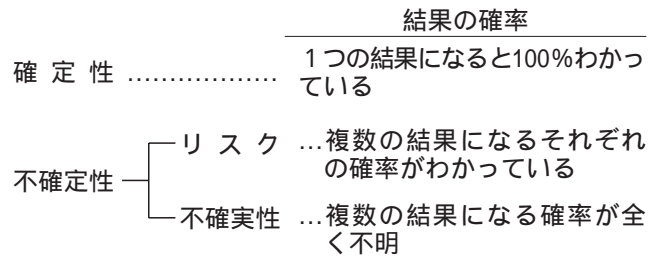 結果の確率
確 定 性 ……………… 1つの結果になると100%わかっ
ている
リ ス ク …複数の結果になるそれぞれ
の確率がわかっている
不確定性
不確実性 …複数の結果になる確率が全
く不明